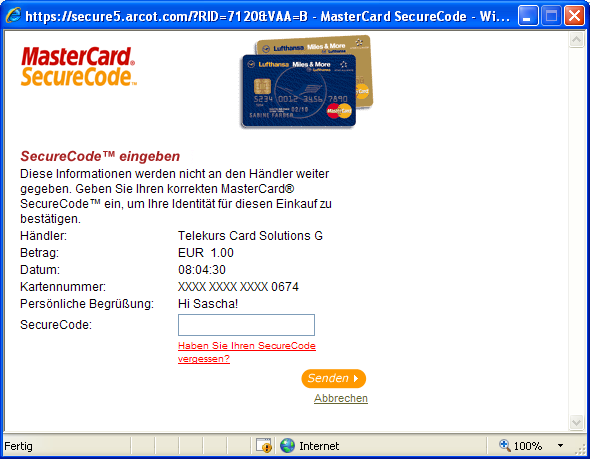 https://secure5.arcot.com/?RID=7120&VAA=B - MasterCard SecureCode - Wi...
MasterCard®
SecureCode™
Lufthansa Miles & More
Lufthansa Miles & More
5234 0012 3456 7890
02/10
SABINE FARBER
MasterCard
SecureCode™ eingeben
Diese Informationen werden nicht an den Händler weiter
gegeben. Geben Sie Ihren korrekten MasterCard®
SecureCode™ ein, um Ihre Identität für diesen Einkauf zu
bestätigen.
Händler: Telekurs Card Solutions G
Betrag: EUR 1.00
Datum: 08:04:30
Kartennummer: XXXX XXXX XXXX 0674
Persönliche Begrüßung: Hi Sascha!
SecureCode:
Haben Sie Ihren SecureCode
vergessen?
Senden
Abbrechen
Fertig Internet 100%